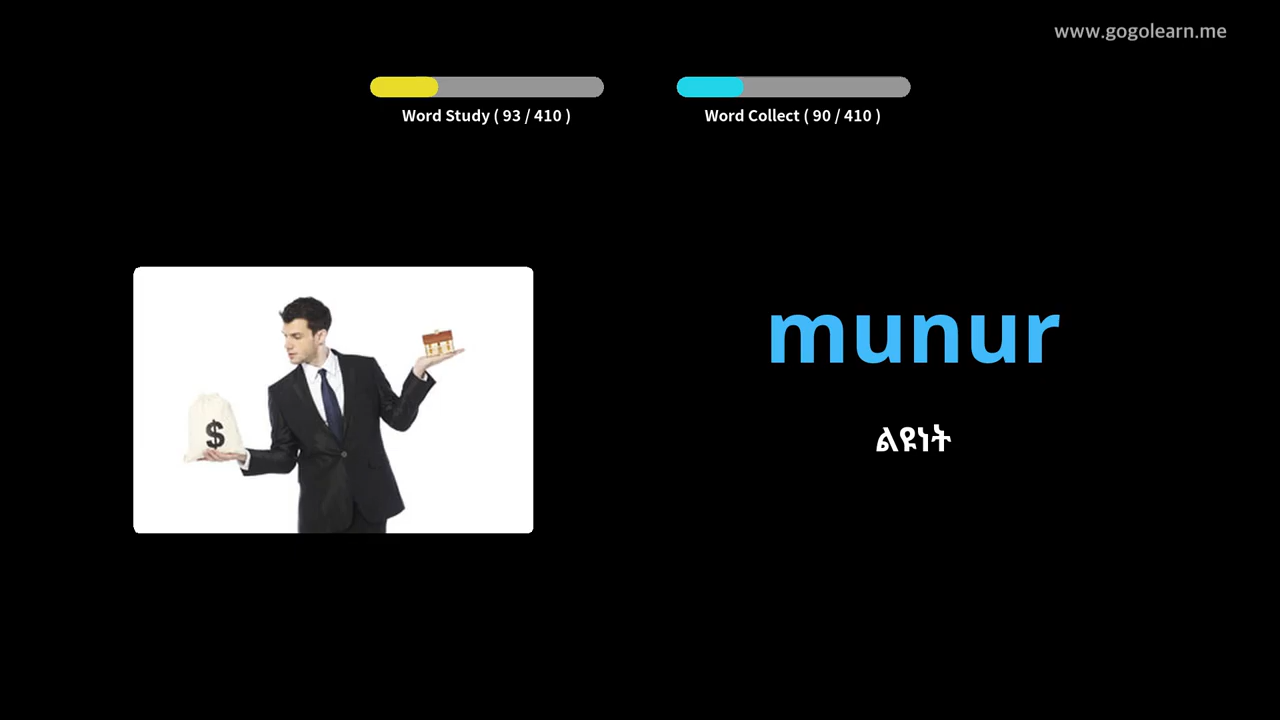 www.gogolearn.me
Word Study ( 93 / 410 )
Word Collect ( 90 / 410 )
munur
ልዩነት
$